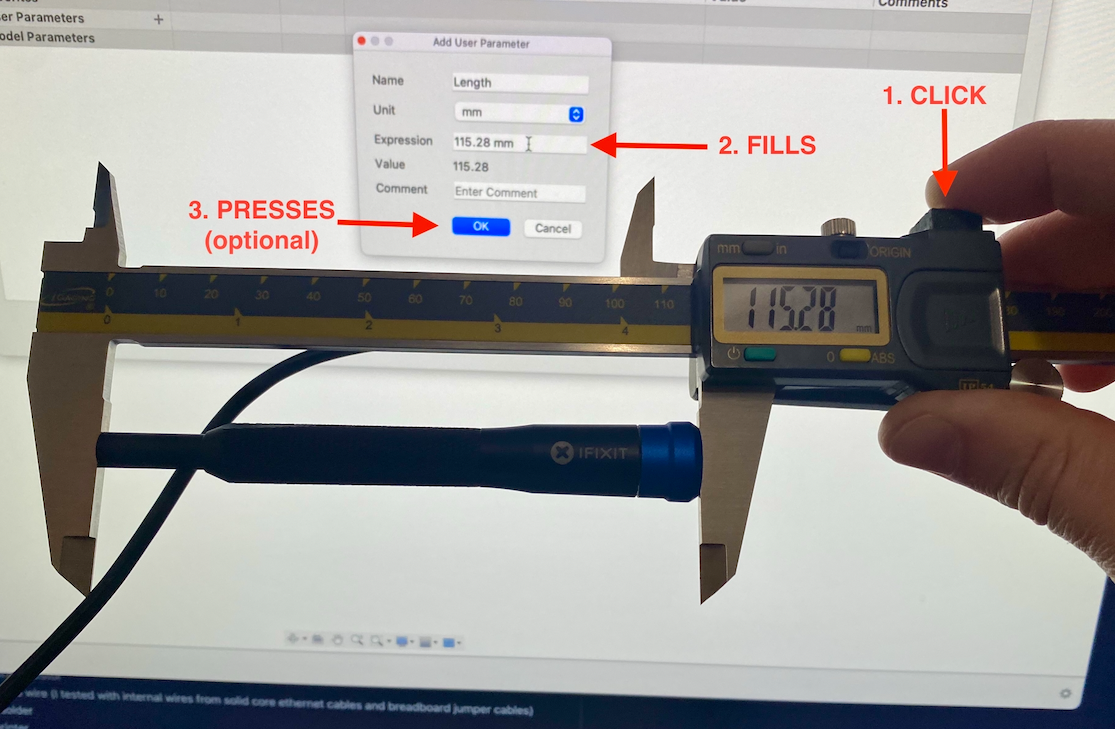 Comments
er Parameters +
odel Parameters
Add User Parameter
Name Length
Unit mm
Expression 115.28 mm
Value 115.28
Comment Enter Comment
OK Cancel
1. CLICK
2. FILLS
3. PRESSES
(optional)
mm in ORIGIN
0 10 20 30 40 50 60 70 80 90 100 110
0 1 2 3 4
115.28 mm
0 ABS
IFIXIT
wire (I tested with internal wires from solid core ethernet cables and breadboard jumper cables)